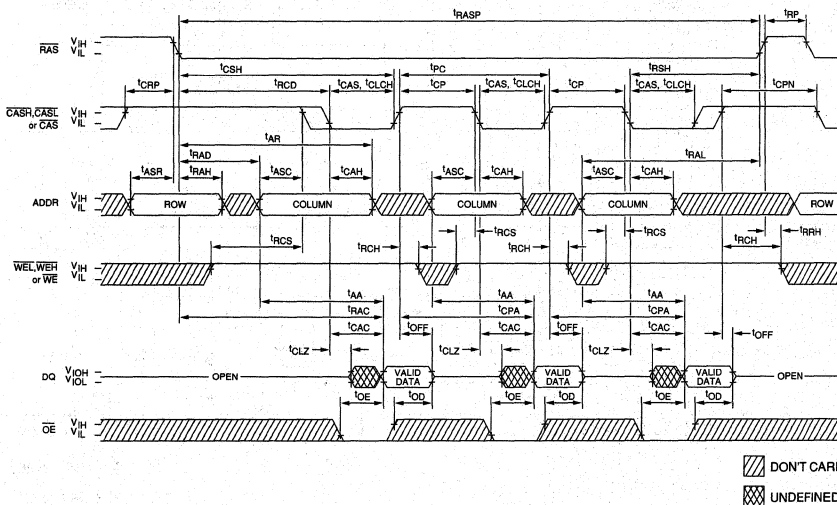 tRASP tRP
RAS VIH VIL
tCSH tPC tRSH
tCRP tRCD tCAS, tCLCH tCP tCAS, tCLCH tCP tCAS, tCLCH tCPN
CASH,CASL or CAS VIH VIL
tAR
tRAD tRAL
tASR tRAH tASC tCAH tASC tCAH tASC tCAH
ADDR VIH VIL ROW COLUMN COLUMN COLUMN ROW
tRCS tRCH tRCS tRCH tRCS tRCH tRRH
WEL,WEH or WE VIH VIL
tAA tAA tAA
tRAC tCPA tCPA
tCAC tOFF tCAC tOFF tCAC tOFF
tCLZ tCLZ tCLZ
DQ VIOH VIOL OPEN VALID DATA VALID DATA VALID DATA OPEN
tOE tOD tOE tOD tOE tOD
OE VIH VIL
DON'T CARE
UNDEFINED